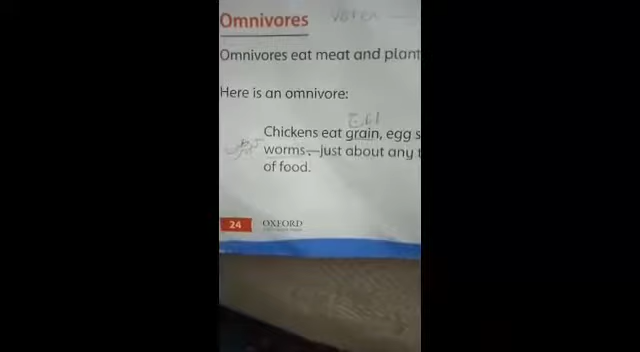 Omnivores
Omnivores eat meat and plant
Here is an omnivore:
Chickens eat grain, egg s
worms—just about any t
of food.
24 OXFORD